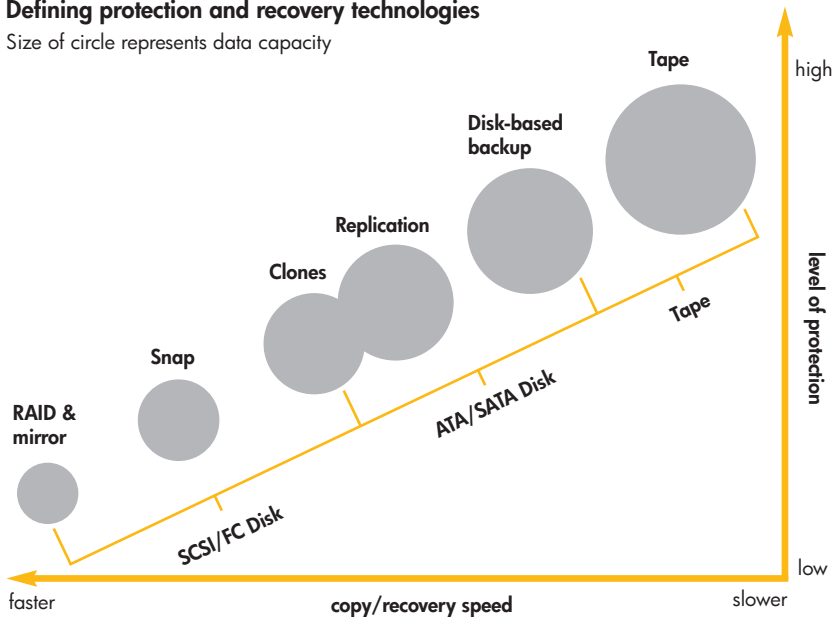 Defining protection and recovery technologies
Size of circle represents data capacity
Tape
high
Disk-based
backup
Replication
Clones
level of protection
Tape
Snap
ATA/SATA Disk
RAID &
mirror
SCSI/FC Disk
low
faster
copy/recovery speed
slower